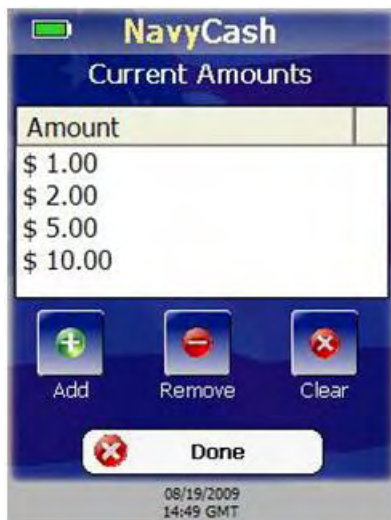 NavyCash
Current Amounts
Amount
$ 1.00
$ 2.00
$ 5.00
$ 10.00
Add Remove Clear
Done
08/19/2009
14:49 GMT